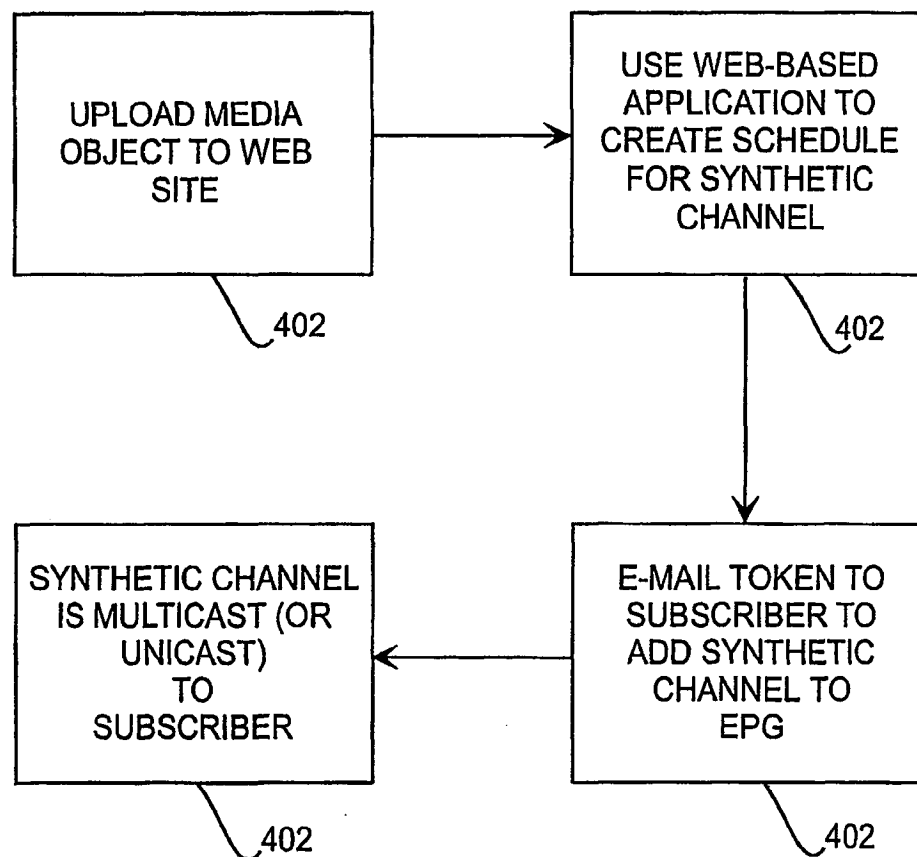 UPLOAD MEDIA
OBJECT TO WEB
SITE
402
USE WEB-BASED
APPLICATION TO
CREATE SCHEDULE
FOR SYNTHETIC
CHANNEL
402
E-MAIL TOKEN TO
SUBSCRIBER TO
ADD SYNTHETIC
CHANNEL TO
EPG
402
SYNTHETIC CHANNEL
IS MULTICAST (OR
UNICAST)
TO
SUBSCRIBER
402